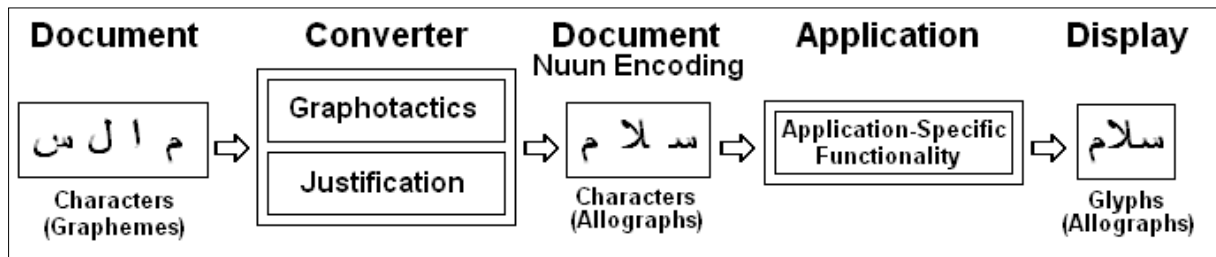 Document
Converter
Document
Nuun Encoding
Application
Display
م ا ل س
Characters
(Graphemes)
Graphotactics
Justification
سـ ـلا م
Characters
(Allographs)
Application-Specific
Functionality
سلام
Glyphs
(Allographs)